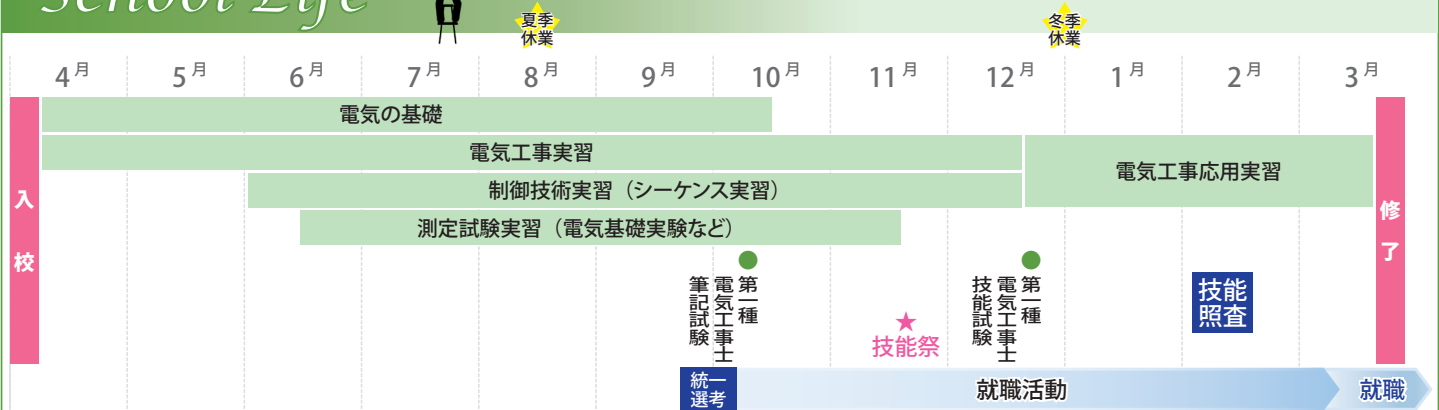 School Life
夏季
休業
冬季
休業
4月 5月 6月 7月 8月 9月 10月 11月 12月 1月 2月 3月
入校
電気の基礎
電気工事実習
電気工事応用実習
制御技術実習（シーケンス実習）
測定試験実習（電気基礎実験など）
修了
第一種
電気工事士
筆記試験
★
技能祭
第一種
電気工事士
技能試験
技能
照査
統一
選考
就職活動
就職